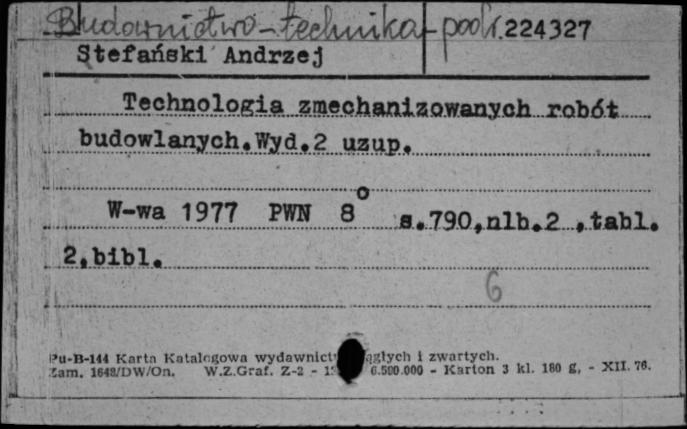 Budownictwo-technika-podr. 224327
Stefański Andrzej
Technologia zmechanizowanych robót
budowlanych.Wyd.2 uzup.
W-wa 1977 PWN 8° s.790,nlb.2 ,tabl.
2,bibl.
6
Pu-B-144 Karta Katalogowa wydawnictw ciągłych i zwartych.
Zam. 1648/DW/On. W.Z.Graf. Z-2 - 6.500.000 - Karton 3 kl. 180 g, - XII. 76.